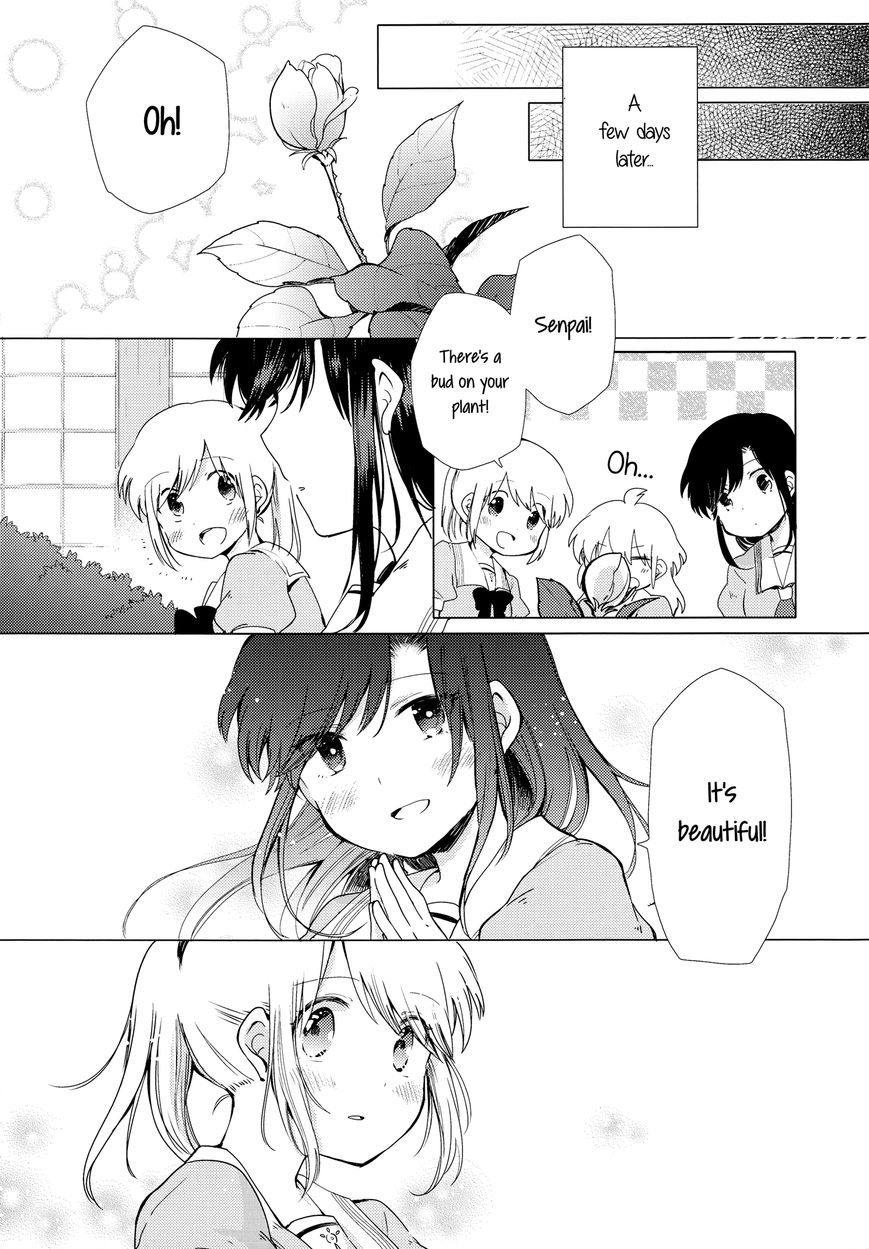 A
few days
later...
Oh!
Senpai!
There's a
bud on your
plant!
Oh...
It's
beautiful!